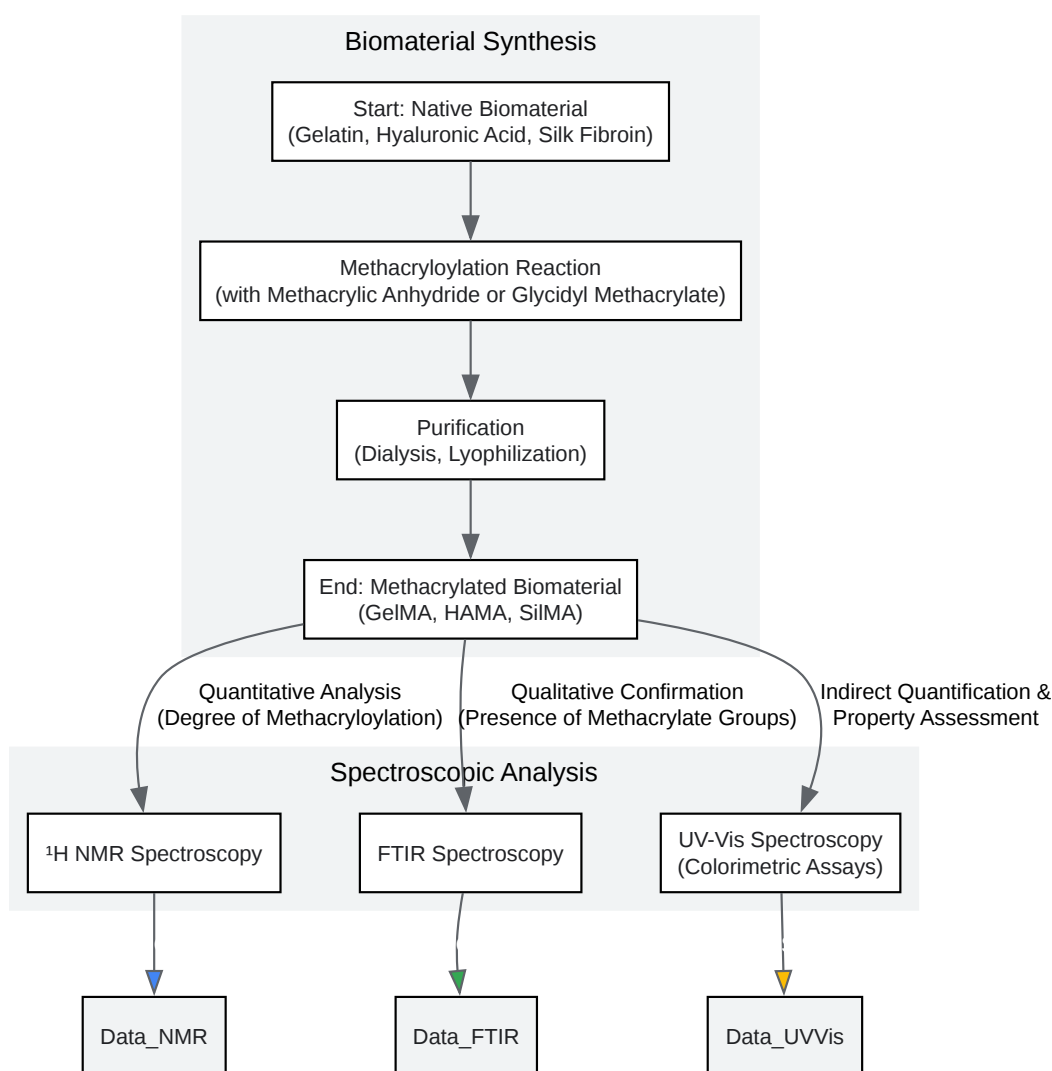 Biomaterial Synthesis
Start: Native Biomaterial
(Gelatin, Hyaluronic Acid, Silk Fibroin)
Methacryloylation Reaction
(with Methacrylic Anhydride or Glycidyl Methacrylate)
Purification
(Dialysis, Lyophilization)
End: Methacrylated Biomaterial
(GelMA, HAMA, SilMA)
Quantitative Analysis
(Degree of Methacryloylation)
Qualitative Confirmation
(Presence of Methacrylate Groups)
Indirect Quantification &
Property Assessment
Spectroscopic Analysis
¹H NMR Spectroscopy
FTIR Spectroscopy
UV-Vis Spectroscopy
(Colorimetric Assays)
Data_NMR
Data_FTIR
Data_UVVis